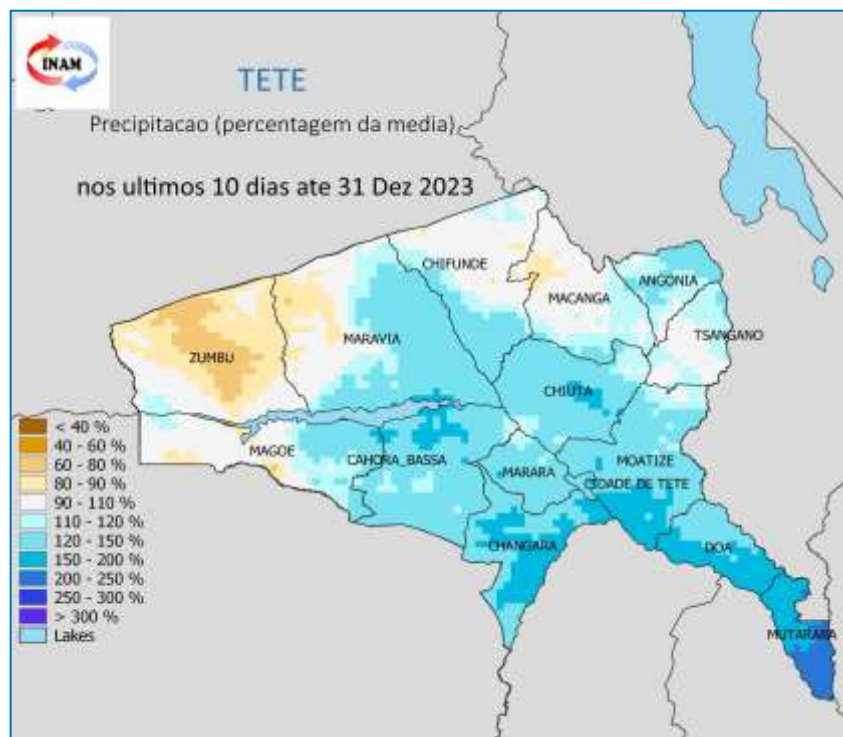 INAM
TETE
Precipitacao (percentagem da media)
nos ultimos 10 dias ate 31 Dez 2023
CHIFUNDE
ANGONIA
MACANGA
TSANGANO
MARAVIA
ZUMBU
CHIUTA
MAGOE
CAHORA_BASSA
MARARA
MOATIZE
CIDADE DE TETE
CHANGARA
DOA
MUTARARA
< 40 %
40 - 60 %
60 - 80 %
80 - 90 %
90 - 110 %
110 - 120 %
120 - 150 %
150 - 200 %
200 - 250 %
250 - 300 %
> 300 %
Lakes